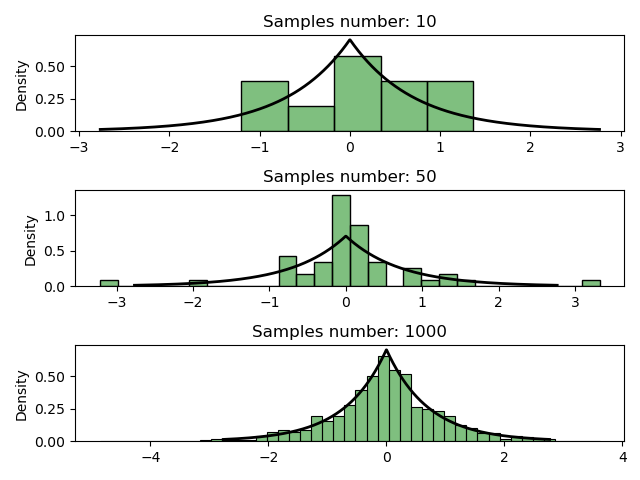 Samples number: 10
Density
0.50
0.25
0.00
−3 −2 −1 0 1 2 3
Samples number: 50
Density
1.0
0.5
0.0
−3 −2 −1 0 1 2 3
Samples number: 1000
Density
0.50
0.25
0.00
−4 −2 0 2 4